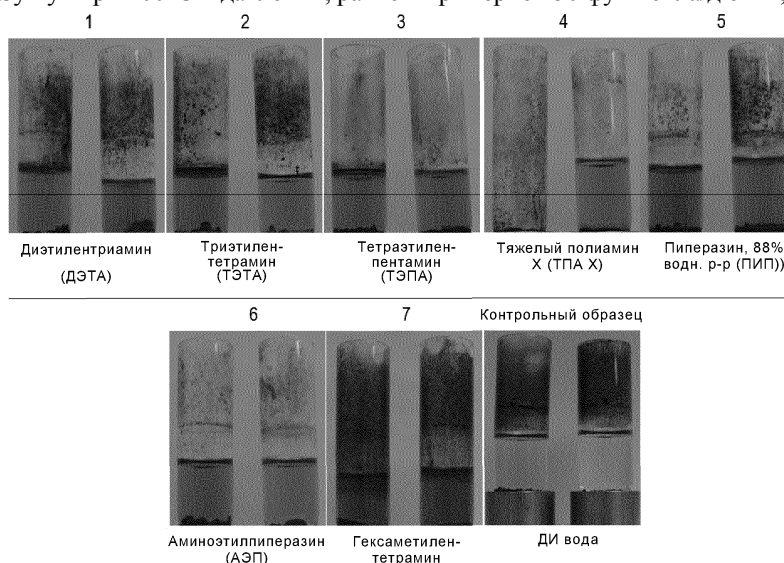 1 2 3 4 5
Диэтилентриамин
(ДЭТА)
Триэтилен-
тетрамин
(ТЭТА)
Тетраэтилен-
пентамин
(ТЭПА)
Тяжелый полиамин
X (ТПА X)
Пиперазин, 88%
водн. р-р (ПИП))
6 7 Контрольный образец
Аминоэтилпиперазин
(АЭП)
Гексаметилен-
тетрамин
ДИ вода